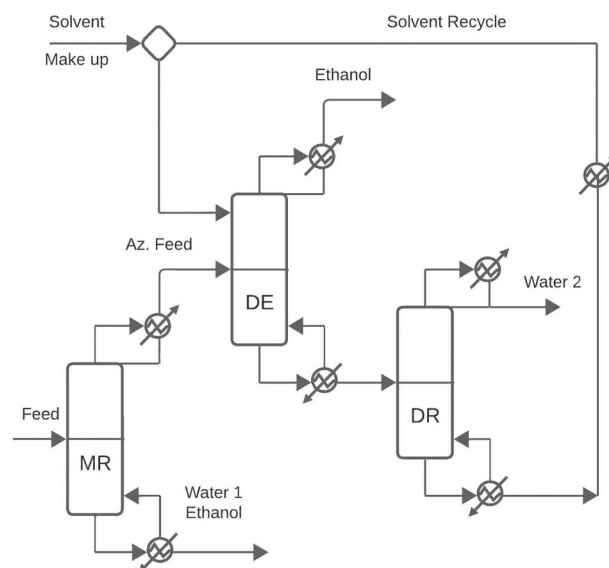 Solvent
Make up
Solvent Recycle
Ethanol
Az. Feed
DE
Water 2
Feed
MR
DR
Water 1
Ethanol